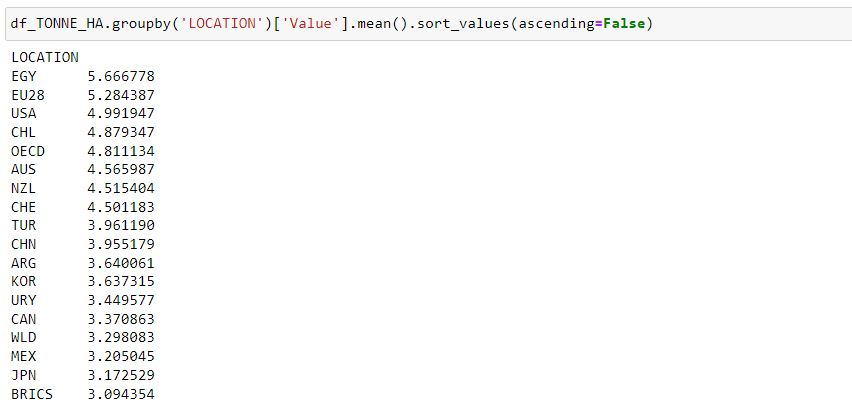 df_TONNE_HA.groupby('LOCATION')['Value'].mean().sort_values(ascending=False)
LOCATION
EGY 5.666778
EU28 5.284387
USA 4.991947
CHL 4.879347
OECD 4.811134
AUS 4.565987
NZL 4.515404
CHE 4.501183
TUR 3.961190
CHN 3.955179
ARG 3.640061
KOR 3.637315
URY 3.449577
CAN 3.370863
WLD 3.298083
MEX 3.205045
JPN 3.172529
BRICS 3.094354